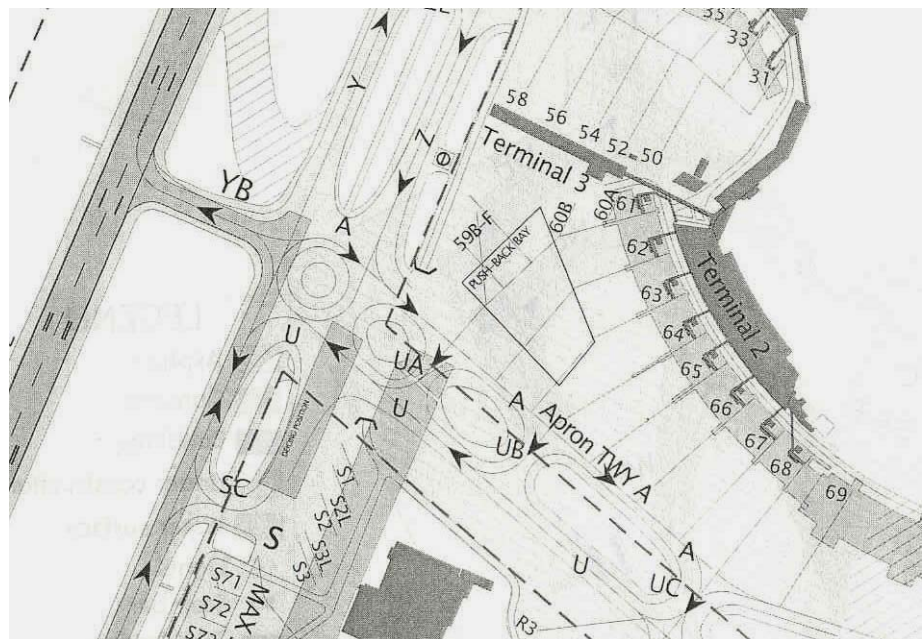 35
33
31
58
56
54
52
50
Terminal 3
Y
Z
YB
A
59B-F
60B
60A
61
PUSH-BACK BAY
62
Terminal 2
63
64
65
66
67
68
69
U
UA
U
A
Apron TWY A
UB
DEICING POSITION
SC
S
S1
S2L
S2
S3L
S3
A
U
UC
S71
S72
MAX
R3